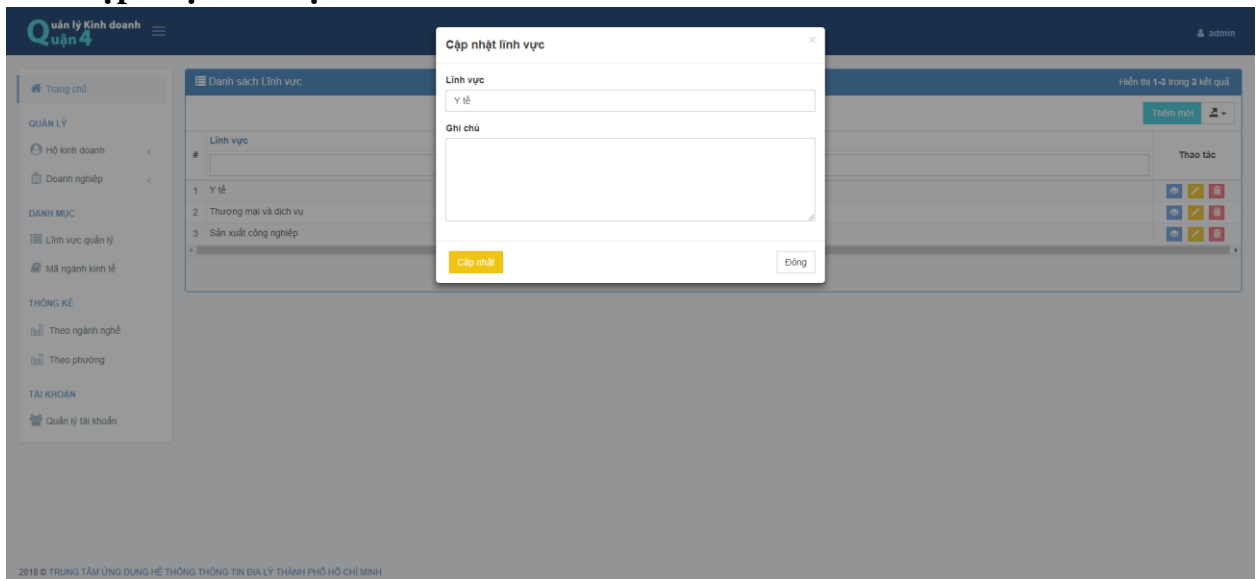 Quản lý Kinh doanh
Quận 4
admin
Cập nhật lĩnh vực
×
Lĩnh vực
Y tế
Ghi chú
Cập nhật
Đóng
Trang chủ
QUẢN LÝ
Hộ kinh doanh
Doanh nghiệp
DANH MỤC
Lĩnh vực quản lý
Mã ngành kinh tế
THỐNG KÊ
Theo ngành nghề
Theo phường
TÀI KHOẢN
Quản lý tài khoản
Danh sách Lĩnh vực
Hiển thị 1-3 trong 3 kết quả.
Thêm mới
# Lĩnh vực Thao tác
1 Y tế
2 Thương mại và dịch vụ
3 Sản xuất công nghiệp
2018 © TRUNG TÂM ỨNG DỤNG HỆ THỐNG THÔNG TIN ĐỊA LÝ THÀNH PHỐ HỒ CHÍ MINH